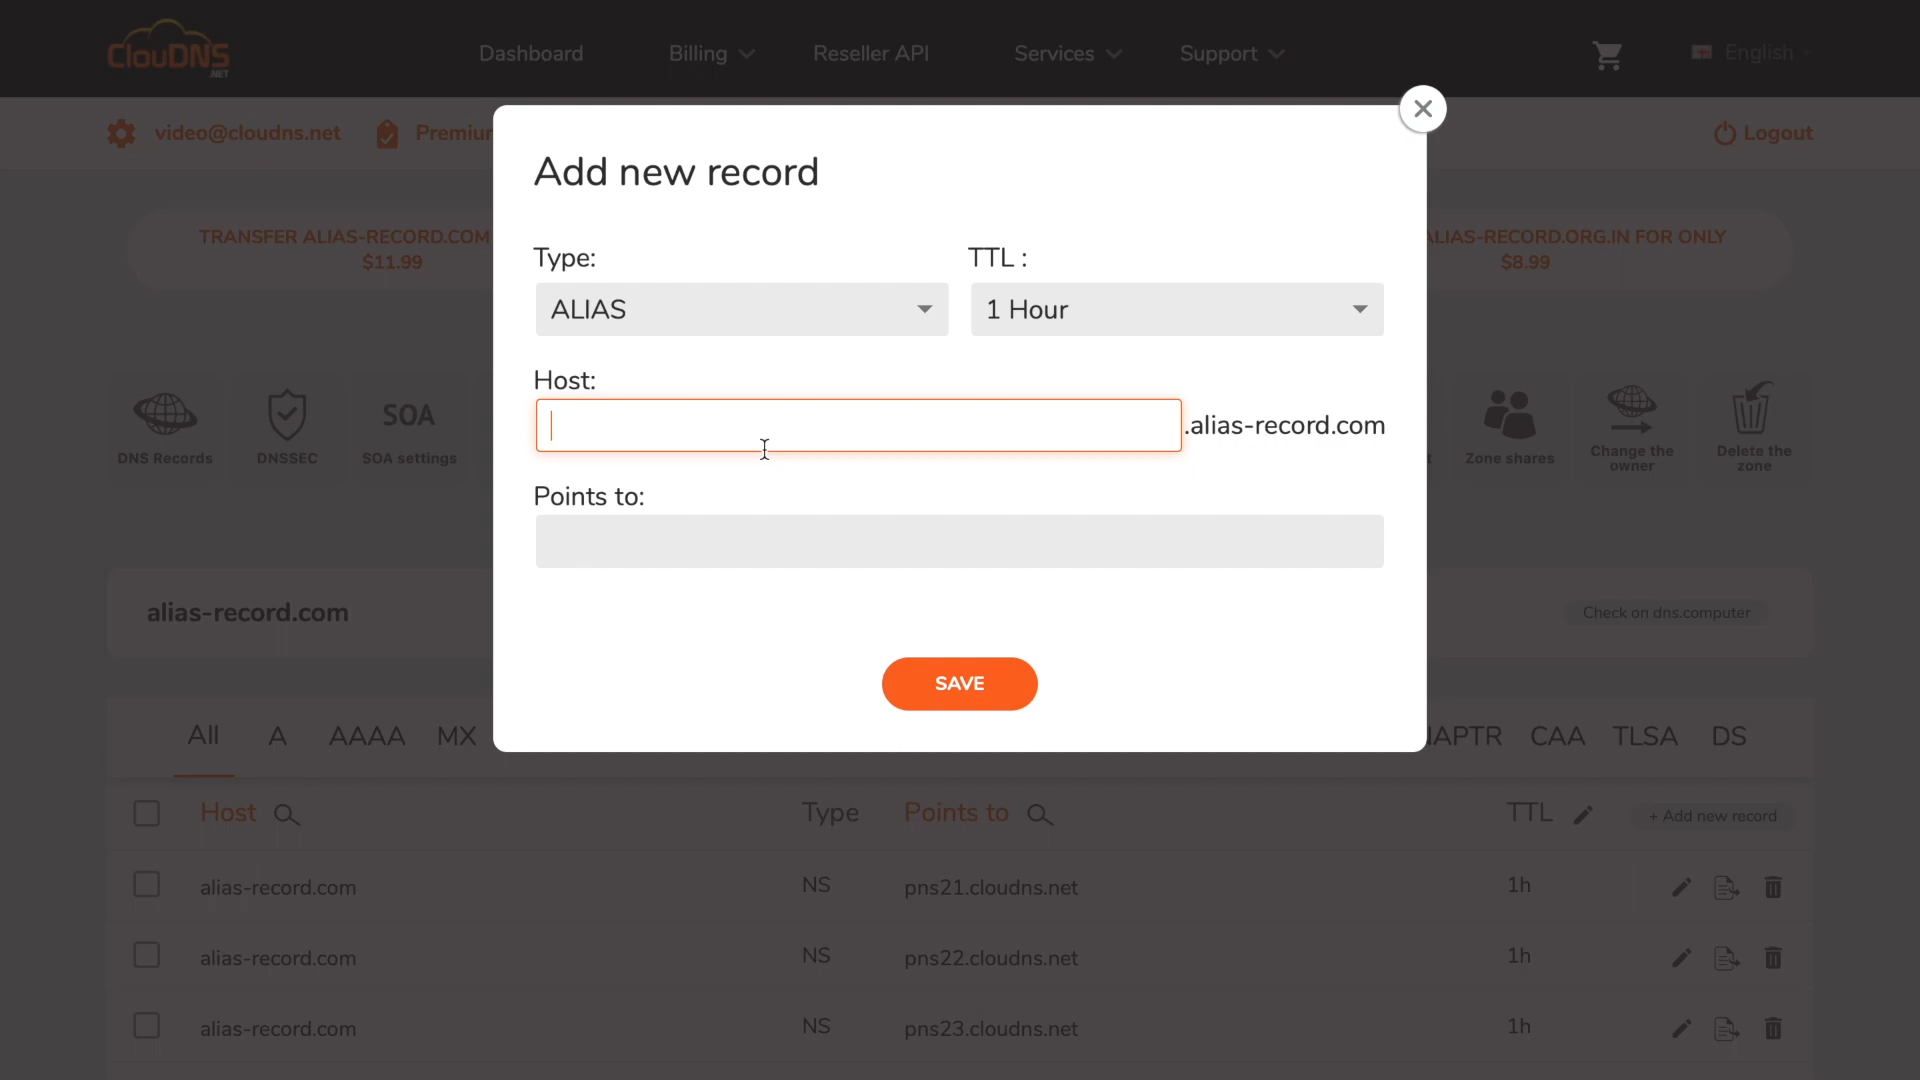 ClouDNS
.NET
Dashboard
Billing
Reseller API
Services
Support
English
video@cloudns.net
Premiu
Logout
TRANSFER ALIAS-RECORD.COM
$11.99
ALIAS-RECORD.ORG.IN FOR ONLY
$8.99
Add new record
Type:
TTL :
ALIAS
1 Hour
Host:
.alias-record.com
Points to:
SAVE
DNS Records
DNSSEC
SOA
SOA settings
t
Zone shares
Change the
owner
Delete the
zone
alias-record.com
Check on dns.computer
All
A
AAAA
MX
NAPTR
CAA
TLSA
DS
Host
Type
Points to
TTL
+ Add new record
alias-record.com
NS
pns21.cloudns.net
1h
alias-record.com
NS
pns22.cloudns.net
1h
alias-record.com
NS
pns23.cloudns.net
1h